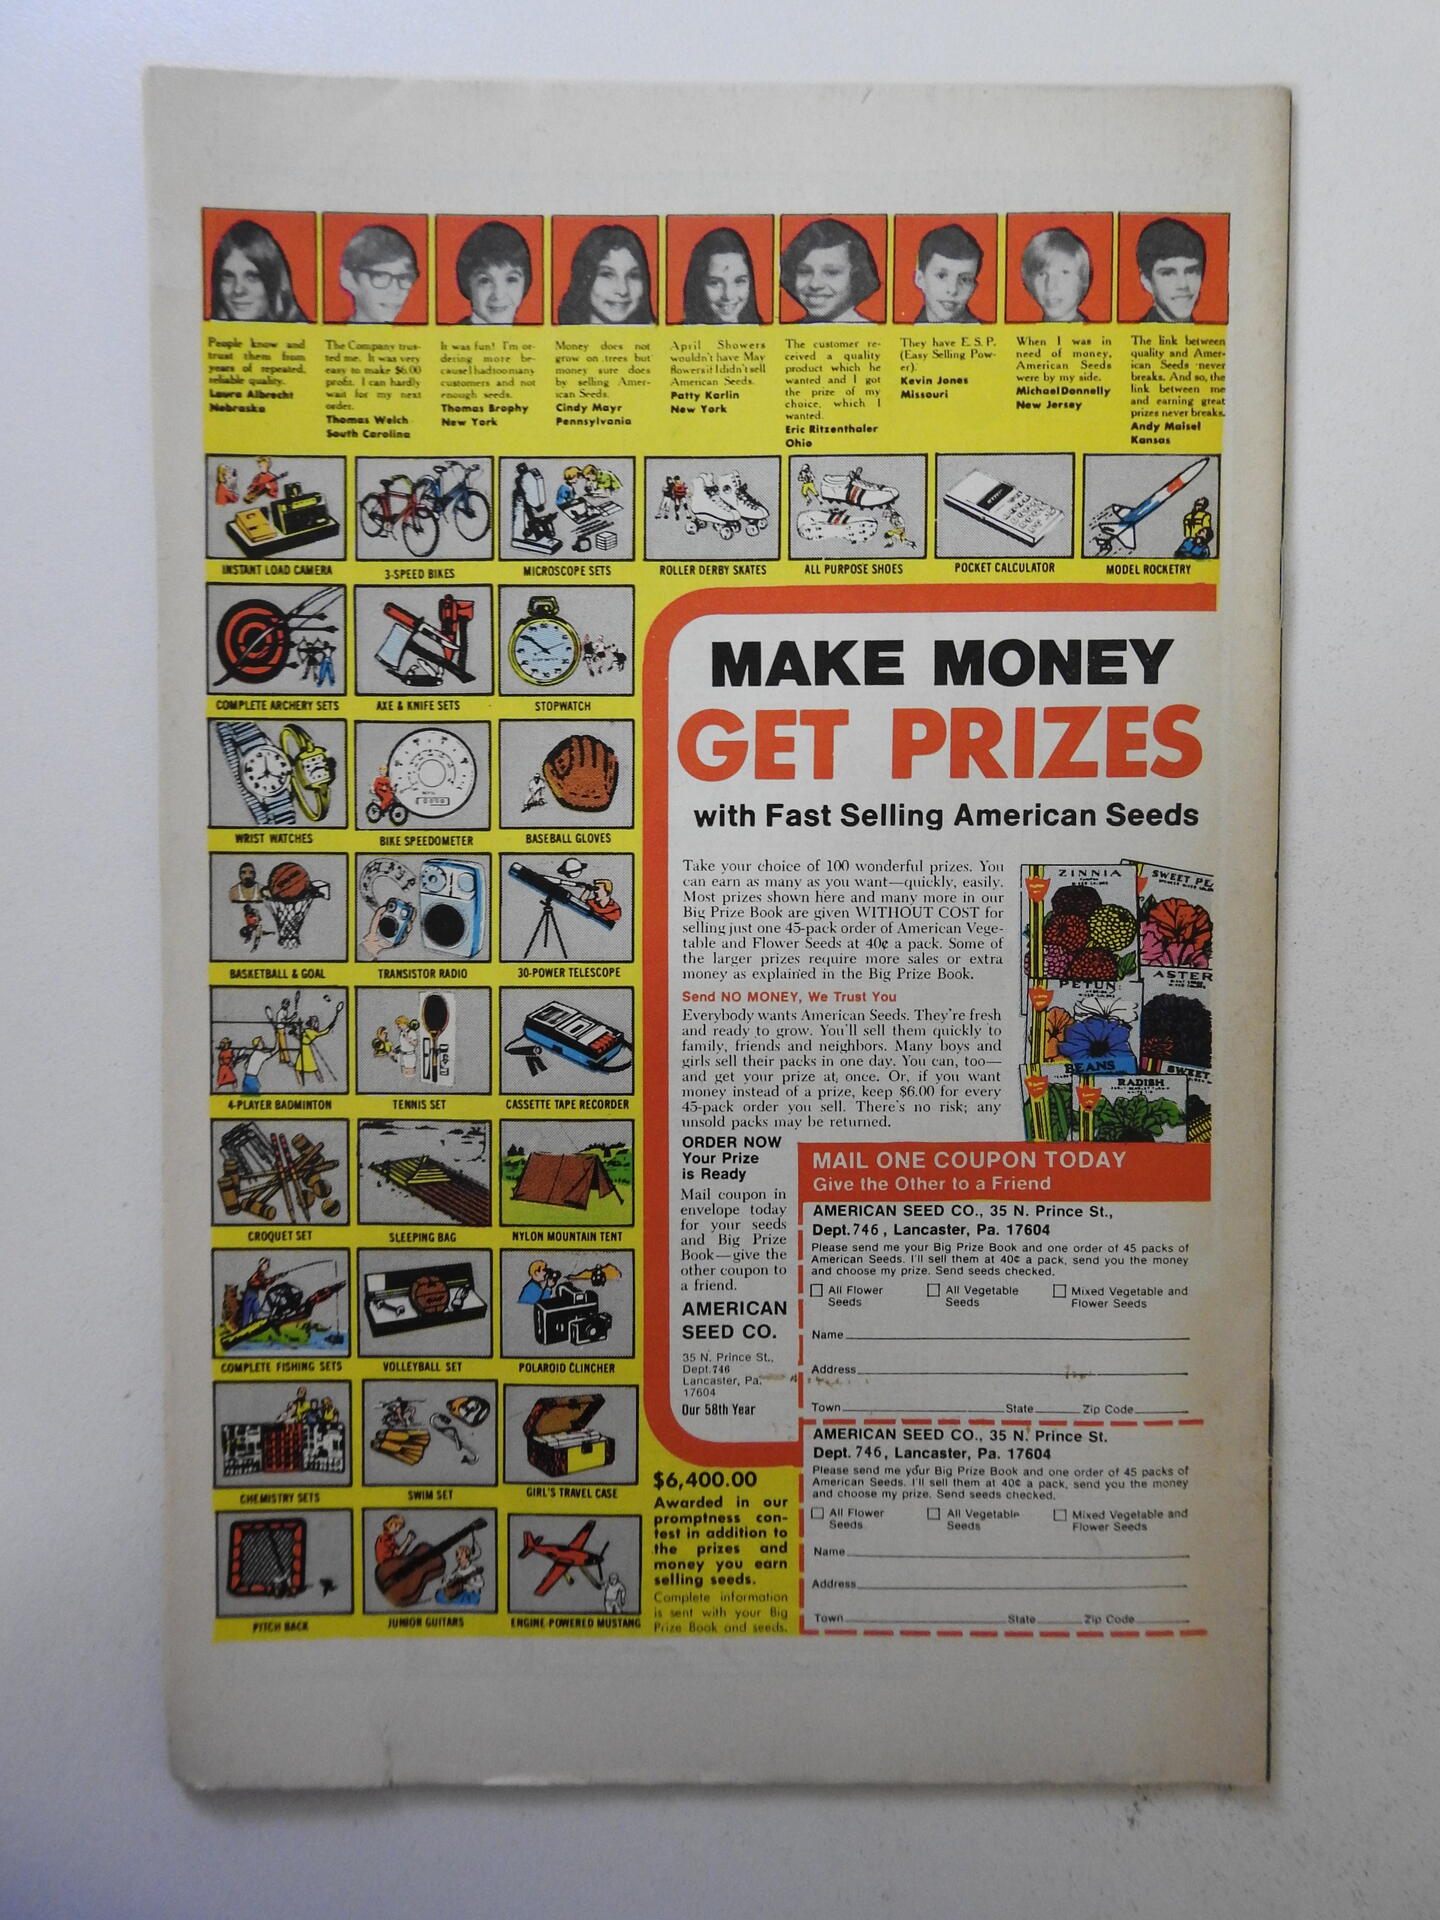 People know and
trust them from
years of repeated,
reliable quality.
Laura Albrecht
Nebraska
The Company trus-
ted me. It was very
easy to make $6.00
profit. I can hardly
wait for my next
order.
Thomas Welch
South Carolina
It was fun! I'm or-
dering more be-
cause I had too many
customers and not
enough seeds.
Thomas Brophy
New York
Money does not
grow on trees but
money sure does
by selling Amer-
ican Seeds.
Cindy Mayr
Pennsylvania
April Showers
wouldn't have May
flowers if I didn't sell
American Seeds.
Patty Karlin
New York
The customer re-
ceived a quality
product which he
wanted and I got
the prize of my
choice, which I
wanted.
Eric Ritzenthaler
Ohio
They have E. S. P.
(Easy Selling Pow-
er).
Kevin Jones
Missouri
When I was in
need of money,
American Seeds
were by my side.
Michael Donnelly
New Jersey
The link between
quality and Amer-
ican Seeds never
breaks. And so, the
link between me
and earning great
prizes never breaks.
Andy Maisel
Kansas
INSTANT LOAD CAMERA
3-SPEED BIKES
MICROSCOPE SETS
ROLLER DERBY SKATES
ALL PURPOSE SHOES
POCKET CALCULATOR
MODEL ROCKETRY
COMPLETE ARCHERY SETS
AXE & KNIFE SETS
STOPWATCH
WRIST WATCHES
BIKE SPEEDOMETER
BASEBALL GLOVES
BASKETBALL & GOAL
TRANSISTOR RADIO
30-POWER TELESCOPE
4-PLAYER BADMINTON
TENNIS SET
CASSETTE TAPE RECORDER
CROQUET SET
SLEEPING BAG
NYLON MOUNTAIN TENT
COMPLETE FISHING SETS
VOLLEYBALL SET
POLAROID CLINCHER
CHEMISTRY SETS
SWIM SET
GIRL'S TRAVEL CASE
PITCH BACK
JUNIOR GUITARS
ENGINE-POWERED MUSTANG
MAKE MONEY
GET PRIZES
with Fast Selling American Seeds
Take your choice of 100 wonderful prizes. You
can earn as many as you want—quickly, easily.
Most prizes shown here and many more in our
Big Prize Book are given WITHOUT COST for
selling just one 45-pack order of American Vege-
table and Flower Seeds at 40¢ a pack. Some of
the larger prizes require more sales or extra
money as explained in the Big Prize Book.
Send NO MONEY, We Trust You
Everybody wants American Seeds. They're fresh
and ready to grow. You'll sell them quickly to
family, friends and neighbors. Many boys and
girls sell their packs in one day. You can, too—
and get your prize at once. Or, if you want
money instead of a prize, keep $6.00 for every
45-pack order you sell. There's no risk; any
unsold packs may be returned.
ZINNIA
SWEET PE
ASTER
PETUN
BEANS
SWEET
RADISH
ORDER NOW
Your Prize
is Ready
Mail coupon in
envelope today
for your seeds
and Big Prize
Book—give the
other coupon to
a friend.
AMERICAN
SEED CO.
35 N. Prince St.,
Dept. 746
Lancaster, Pa.
17604
Our 58th Year
$6,400.00
Awarded in our
promptness con-
test in addition to
the prizes and
money you earn
selling seeds.
Complete information
is sent with your Big
Prize Book and seeds.
MAIL ONE COUPON TODAY
Give the Other to a Friend
AMERICAN SEED CO., 35 N. Prince St.,
Dept. 746, Lancaster, Pa. 17604
Please send me your Big Prize Book and one order of 45 packs of
American Seeds. I'll sell them at 40¢ a pack, send you the money
and choose my prize. Send seeds checked.
All Flower Seeds
All Vegetable Seeds
Mixed Vegetable and Flower Seeds
Name
Address
Town State Zip Code
AMERICAN SEED CO., 35 N. Prince St.
Dept. 746, Lancaster, Pa. 17604
Please send me your Big Prize Book and one order of 45 packs of
American Seeds. I'll sell them at 40¢ a pack, send you the money
and choose my prize. Send seeds checked.
All Flower Seeds
All Vegetable Seeds
Mixed Vegetable and Flower Seeds
Name
Address
Town State Zip Code